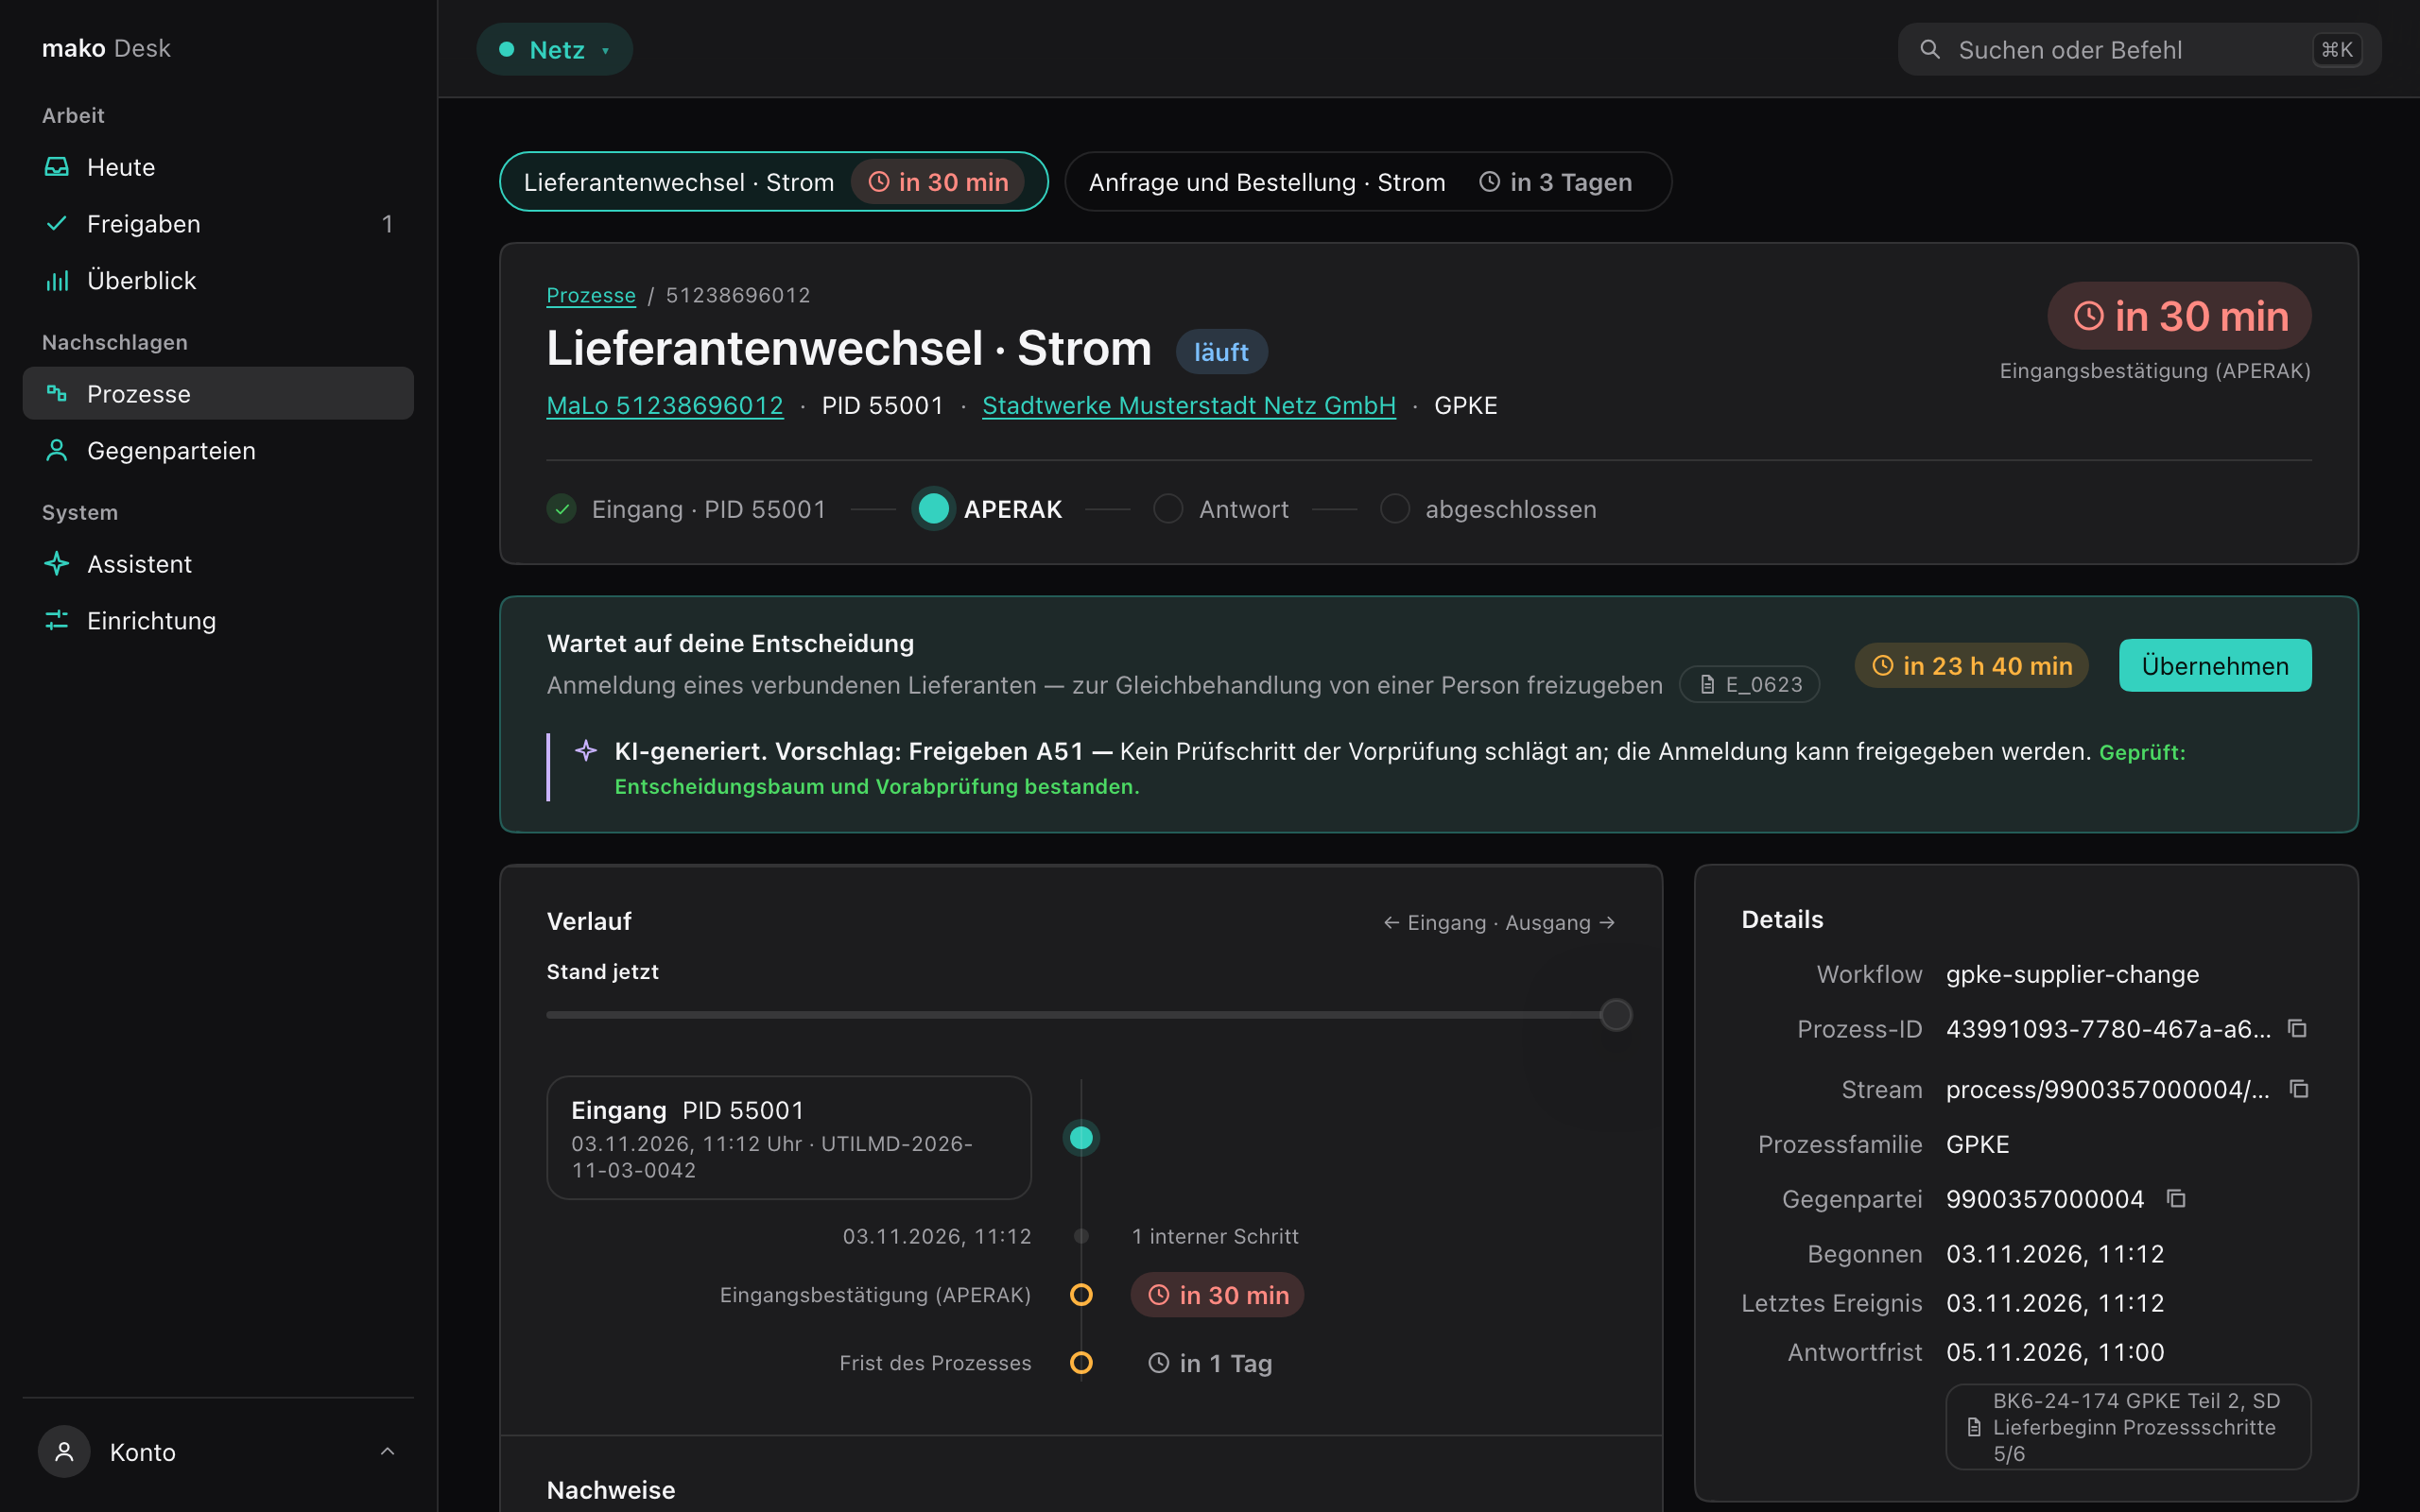 mako Desk
Arbeit
Heute
Freigaben 1
Überblick
Nachschlagen
Prozesse
Gegenparteien
System
Assistent
Einrichtung
Konto
Netz
Suchen oder Befehl ⌘K
Lieferantenwechsel · Strom in 30 min
Anfrage und Bestellung · Strom in 3 Tagen
Prozesse / 51238696012
Lieferantenwechsel · Strom läuft
in 30 min
Eingangsbestätigung (APERAK)
MaLo 51238696012 · PID 55001 · Stadtwerke Musterstadt Netz GmbH · GPKE
Eingang · PID 55001
APERAK
Antwort
abgeschlossen
Wartet auf deine Entscheidung
Anmeldung eines verbundenen Lieferanten — zur Gleichbehandlung von einer Person freizugeben E_0623
in 23 h 40 min
Übernehmen
KI-generiert. Vorschlag: Freigeben A51 — Kein Prüfschritt der Vorprüfung schlägt an; die Anmeldung kann freigegeben werden. Geprüft:
Entscheidungsbaum und Vorabprüfung bestanden.
Verlauf
← Eingang · Ausgang →
Stand jetzt
Eingang PID 55001
03.11.2026, 11:12 Uhr · UTILMD-2026-
11-03-0042
03.11.2026, 11:12 1 interner Schritt
Eingangsbestätigung (APERAK) in 30 min
Frist des Prozesses in 1 Tag
Nachweise
Details
Workflow gpke-supplier-change
Prozess-ID 43991093-7780-467a-a6...
Stream process/9900357000004/...
Prozessfamilie GPKE
Gegenpartei 9900357000004
Begonnen 03.11.2026, 11:12
Letztes Ereignis 03.11.2026, 11:12
Antwortfrist 05.11.2026, 11:00
BK6-24-174 GPKE Teil 2, SD
Lieferbeginn Prozessschritte
5/6